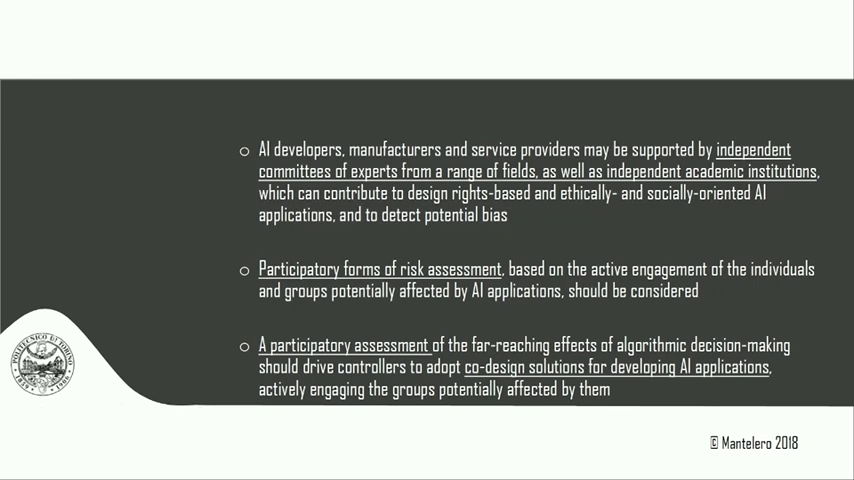 o AI developers, manufacturers and service providers may be supported by independent
committees of experts from a range of fields, as well as independent academic institutions,
which can contribute to design rights-based and ethically- and socially-oriented AI
applications, and to detect potential bias
o Participatory forms of risk assessment, based on the active engagement of the individuals
and groups potentially affected by AI applications, should be considered
o A participatory assessment of the far-reaching effects of algorithmic decision-making
should drive controllers to adopt co-design solutions for developing AI applications,
actively engaging the groups potentially affected by them
POLITECNICO DI TORINO
© Mantelero 2018